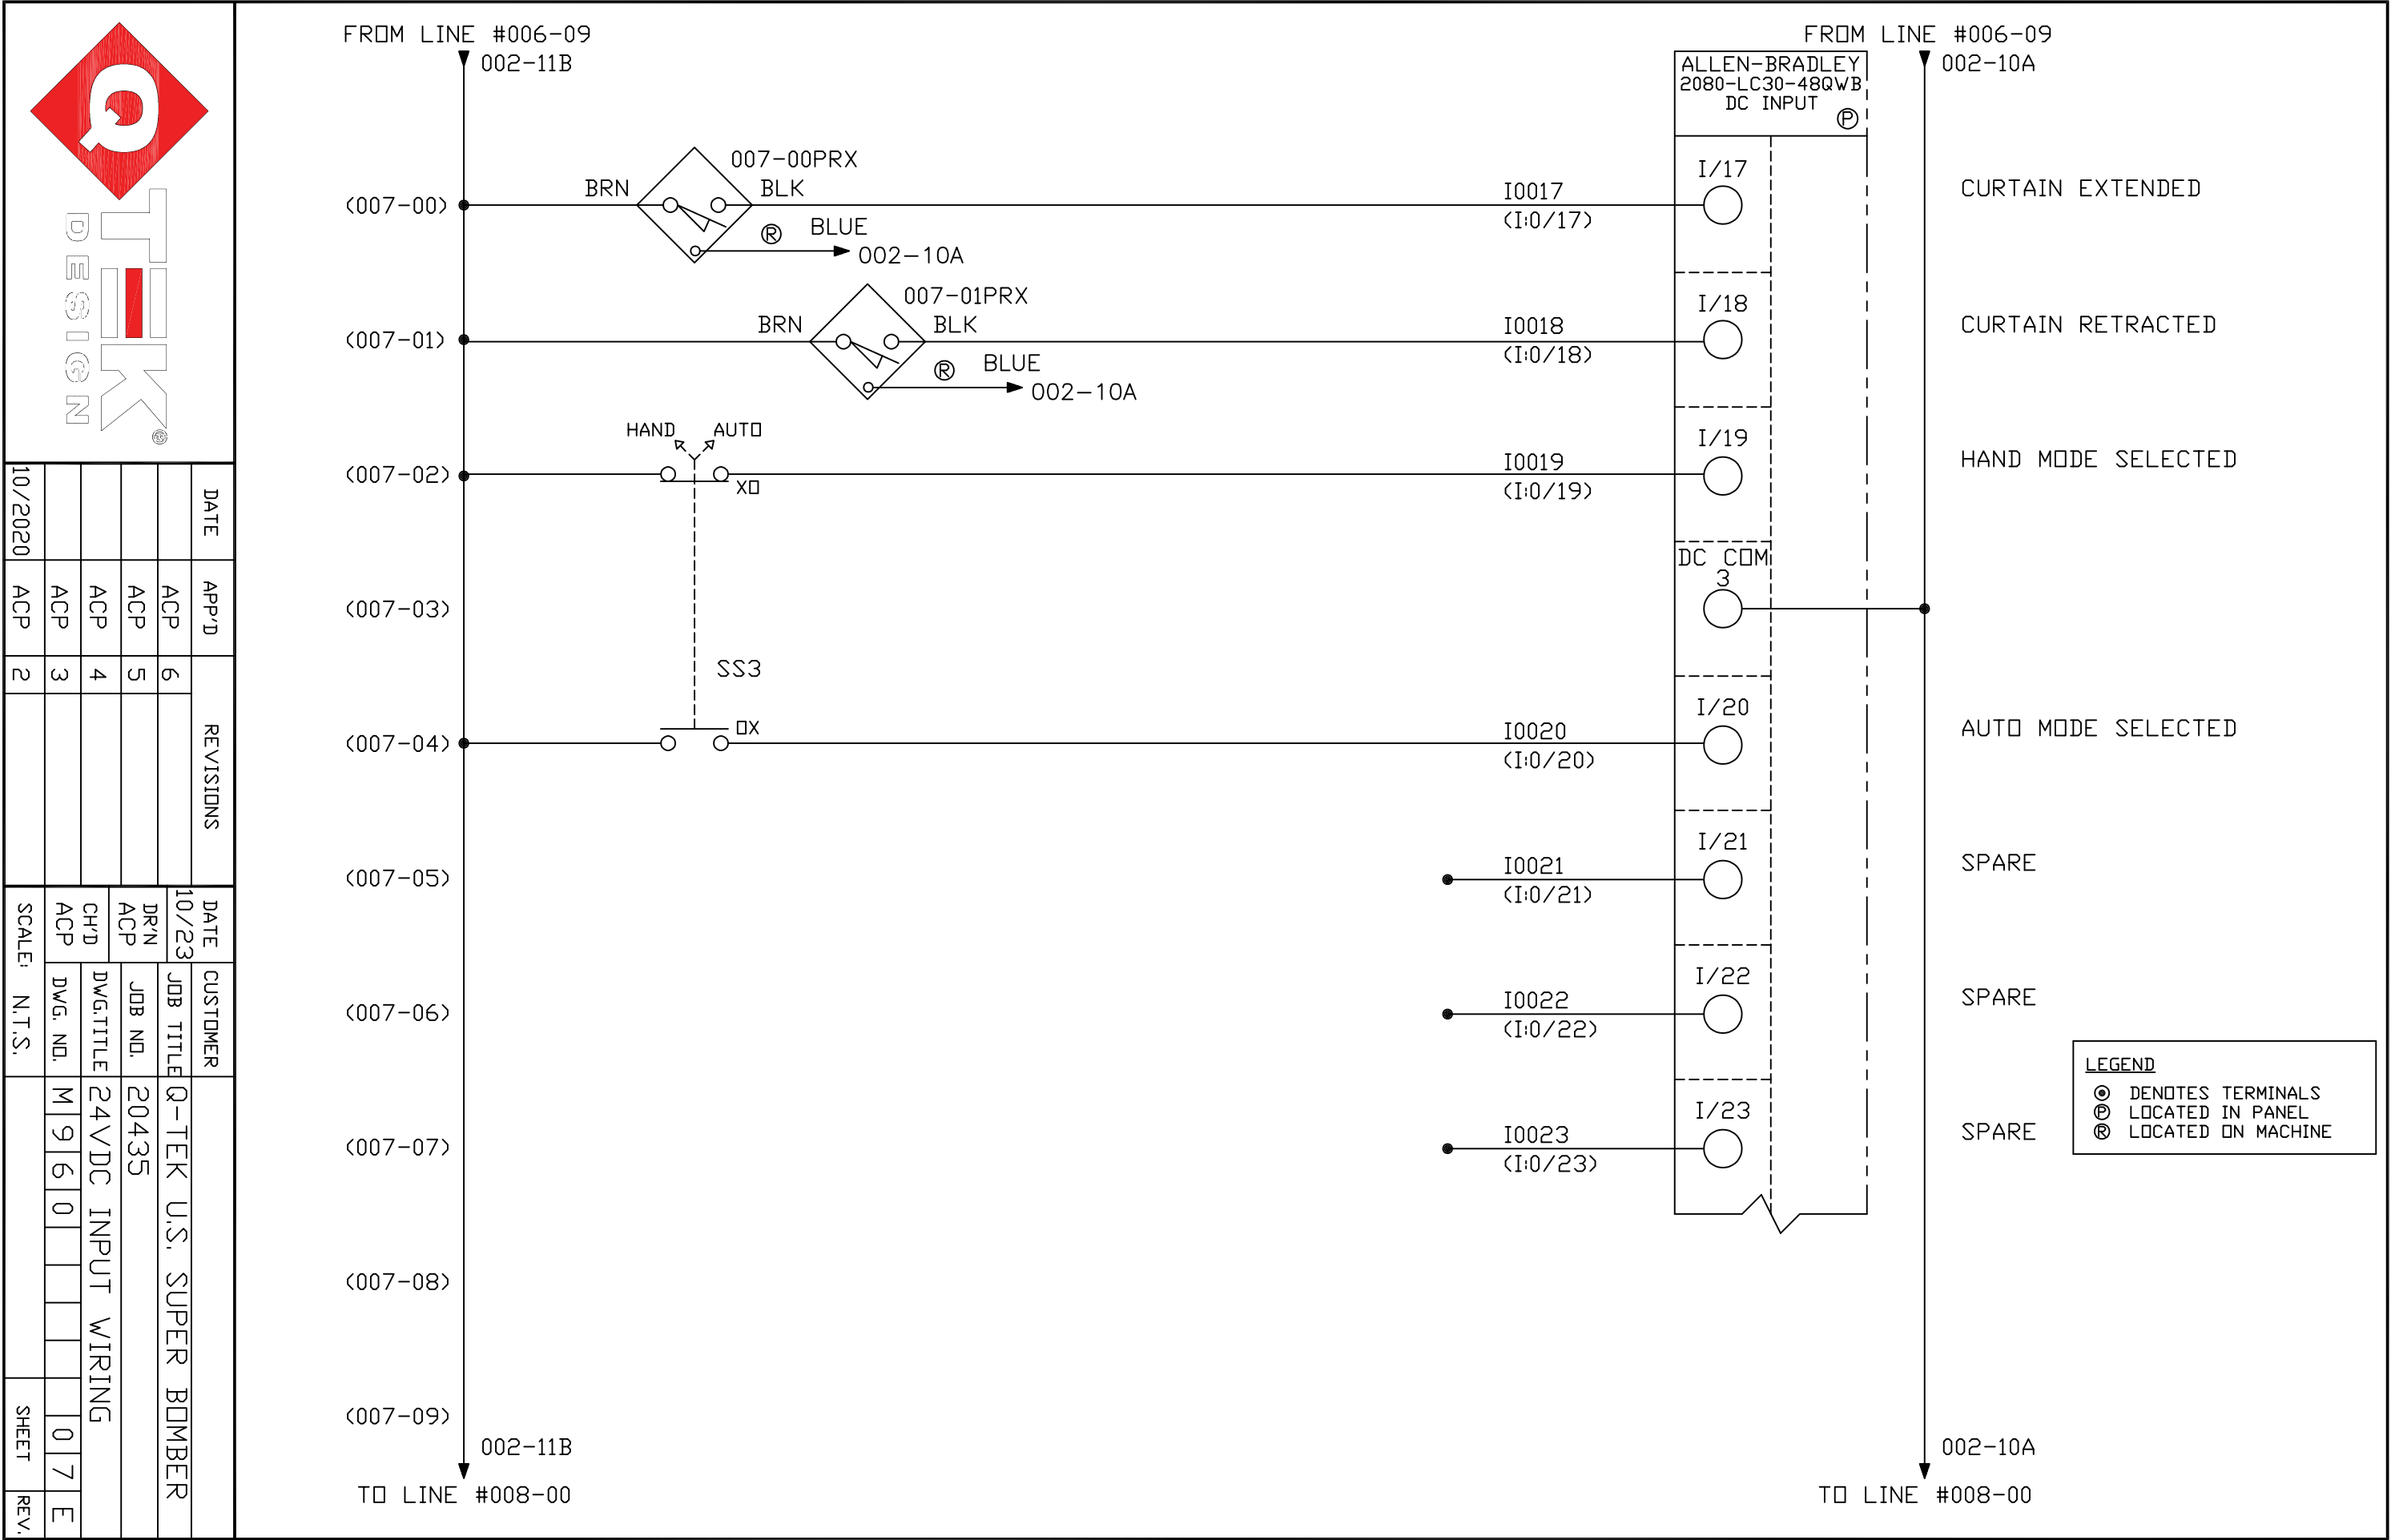 FROM LINE #006-09
002-11B
FROM LINE #006-09
002-10A
ALLEN-BRADLEY
2080-LC30-48QWB
DC INPUT
P
(007-00)
BRN
007-00PRX
BLK
R
BLUE
002-10A
I0017
(I:0/17)
I/17
CURTAIN EXTENDED
(007-01)
BRN
007-01PRX
BLK
R
BLUE
002-10A
I0018
(I:0/18)
I/18
CURTAIN RETRACTED
HAND
AUTO
(007-02)
XO
I0019
(I:0/19)
I/19
HAND MODE SELECTED
(007-03)
DC COM
3
SS3
(007-04)
OX
I0020
(I:0/20)
I/20
AUTO MODE SELECTED
(007-05)
I0021
(I:0/21)
I/21
SPARE
(007-06)
I0022
(I:0/22)
I/22
SPARE
(007-07)
I0023
(I:0/23)
I/23
SPARE
(007-08)
(007-09)
002-11B
TO LINE #008-00
002-10A
TO LINE #008-00
LEGEND
DENOTES TERMINALS
P LOCATED IN PANEL
R LOCATED ON MACHINE
Q TEK ®
DESIGN
DATE APP'D REVISIONS
ACP 6
ACP 5
ACP 4
ACP 3
10/2020 ACP 2
DATE
10/23
DR'N
ACP
CH'D
ACP
SCALE: N.T.S.
CUSTOMER
JOB TITLE Q-TEK U.S. SUPER BOMBER
JOB NO. 20435
DWG.TITLE 24VDC INPUT WIRING
DWG. NO. M 9 6 0 0 7 E
SHEET REV.